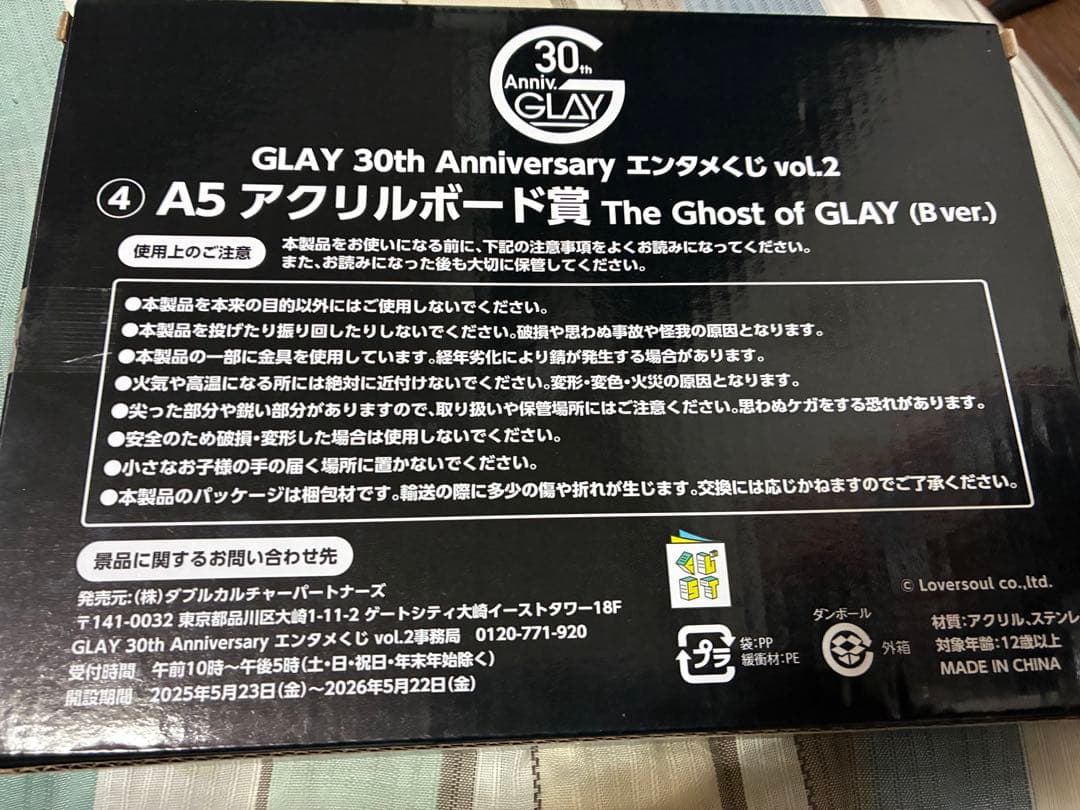 30th
Anniv.
GLAY
GLAY 30th Anniversary エンタメくじ vol.2
④ A5 アクリルボード賞 The Ghost of GLAY (B ver.)
使用上のご注意
本製品をお使いになる前に、下記の注意事項をよくお読みになってください。
また、お読みになった後も大切に保管してください。
●本製品を本来の目的以外にはご使用しないでください。
●本製品を投げたり振り回したりしないでください。破損や思わぬ事故や怪我の原因となります。
●本製品の一部に金具を使用しています。経年劣化により錆が発生する場合があります。
●火気や高温になる所には絶対に近付けないでください。変形・変色・火災の原因となります。
●尖った部分や鋭い部分がありますので、取り扱いや保管場所にはご注意ください。思わぬケガをする恐れがあります。
●安全のため破損・変形した場合は使用しないでください。
●小さなお子様の手の届く場所に置かないでください。
●本製品のパッケージは梱包材です。輸送の際に多少の傷や折れが生じます。交換には応じかねますのでご了承ください。
景品に関するお問い合わせ先
発売元:(株)ダブルカルチャーパートナーズ
〒141-0032 東京都品川区大崎1-11-2 ゲートシティ大崎イーストタワー18F
GLAY 30th Anniversary エンタメくじ vol.2事務局 0120-771-920
受付時間 午前10時～午後5時(土・日・祝日・年末年始除く)
開設期間 2025年5月23日(金)～2026年5月22日(金)
くじ
ST
プラ
袋:PP
緩衝材:PE
ダンボール
外箱
© Loversoul co.,ltd.
材質:アクリル、ステンレ
対象年齢:12歳以上
MADE IN CHINA